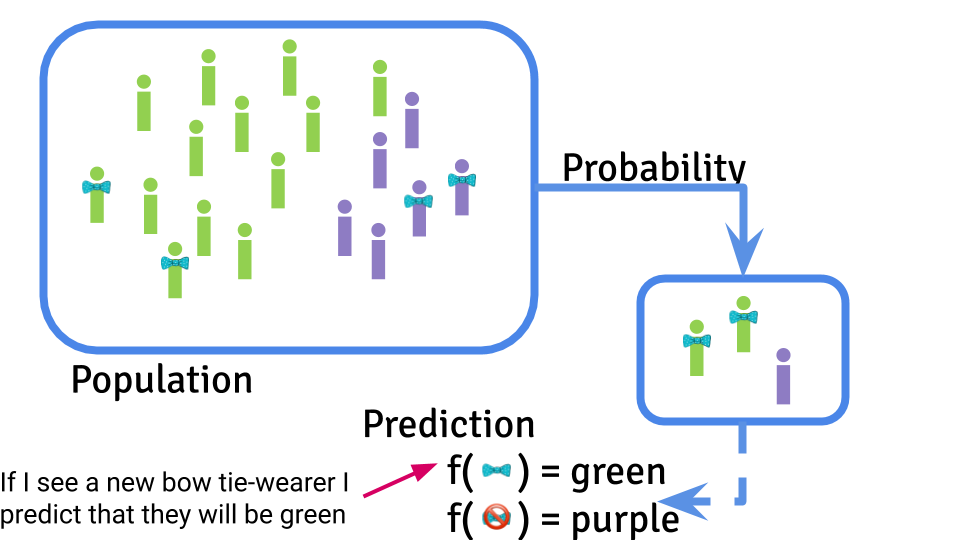 Probability
Population
Prediction
f( ) = green
f( ) = purple
If I see a new bow tie-wearer I
predict that they will be green